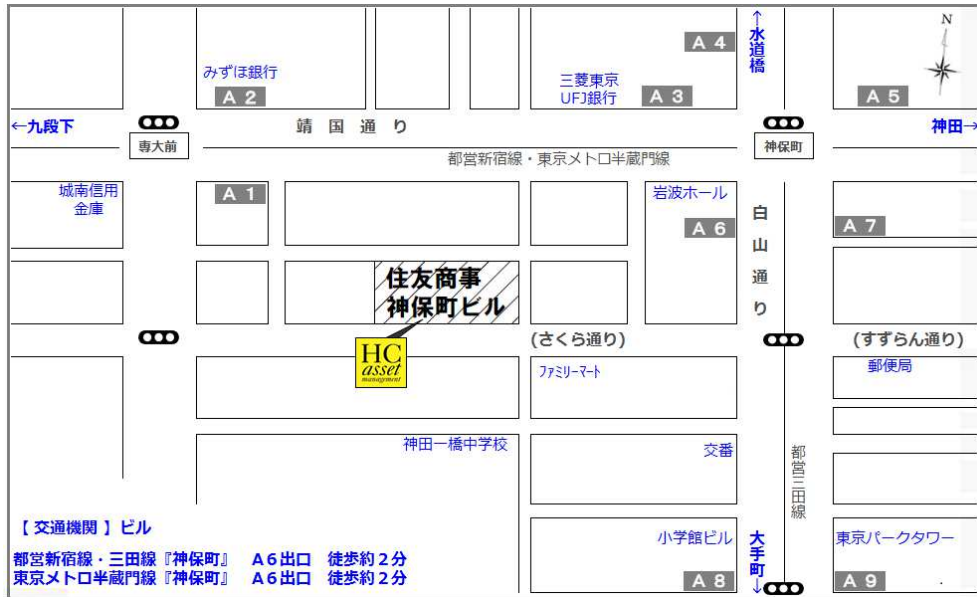 N
↑水道橋
A 4
みずほ銀行
A 2
三菱東京
UFJ銀行
A 3
A 5
←九段下
靖国通り
神田→
専大前
神保町
都営新宿線・東京メトロ半蔵門線
城南信用
金庫
A 1
岩波ホール
A 6
白山通り
A 7
住友商事
神保町ビル
(さくら通り)
(すずらん通り)
HC
asset
management
ファミリーマート
郵便局
神田一橋中学校
交番
都営三田線
【 交通機関 】ビル
都営新宿線・三田線『神保町』 A6出口 徒歩約2分
東京メトロ半蔵門線『神保町』 A6出口 徒歩約2分
小学館ビル
A 8
大手町→
東京パークタワー
A 9